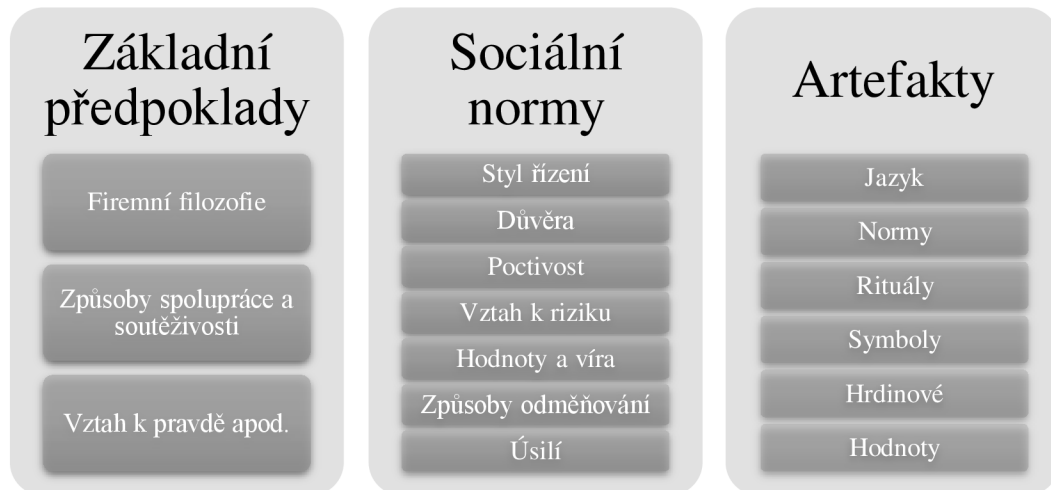 Základní
předpoklady
Firemní filozofie
Způsoby spolupráce a
soutěživosti
Vztah k pravdě apod.
Sociální
normy
Styl řízení
Důvěra
Poctivost
Vztah k riziku
Hodnoty a víra
Způsoby odměňování
Úsilí
Artefakty
Jazyk
Normy
Rituály
Symboly
Hrdinové
Hodnoty